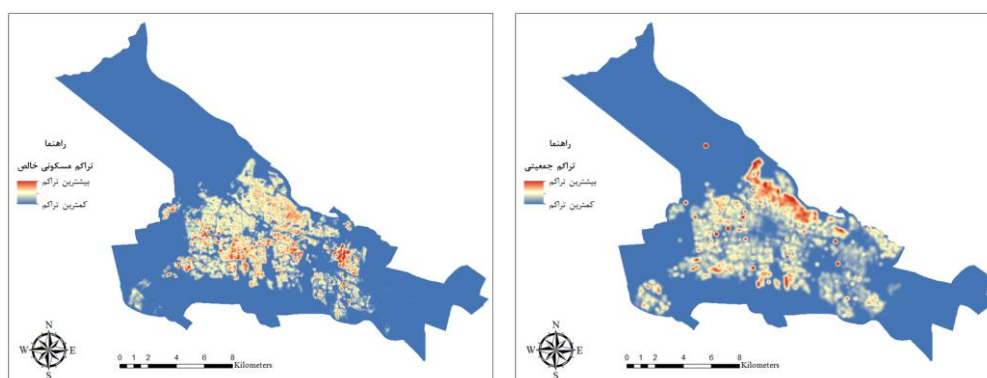 راهنما
تراکم مسکونی خالص
بیشترین تراکم
کمترین تراکم
N
W E
S
0 1 2 4 6 8
Kilometers
راهنما
تراکم جمعیتی
بیشترین تراکم
کمترین تراکم
N
W E
S
0 1 2 4 6 8
Kilometers